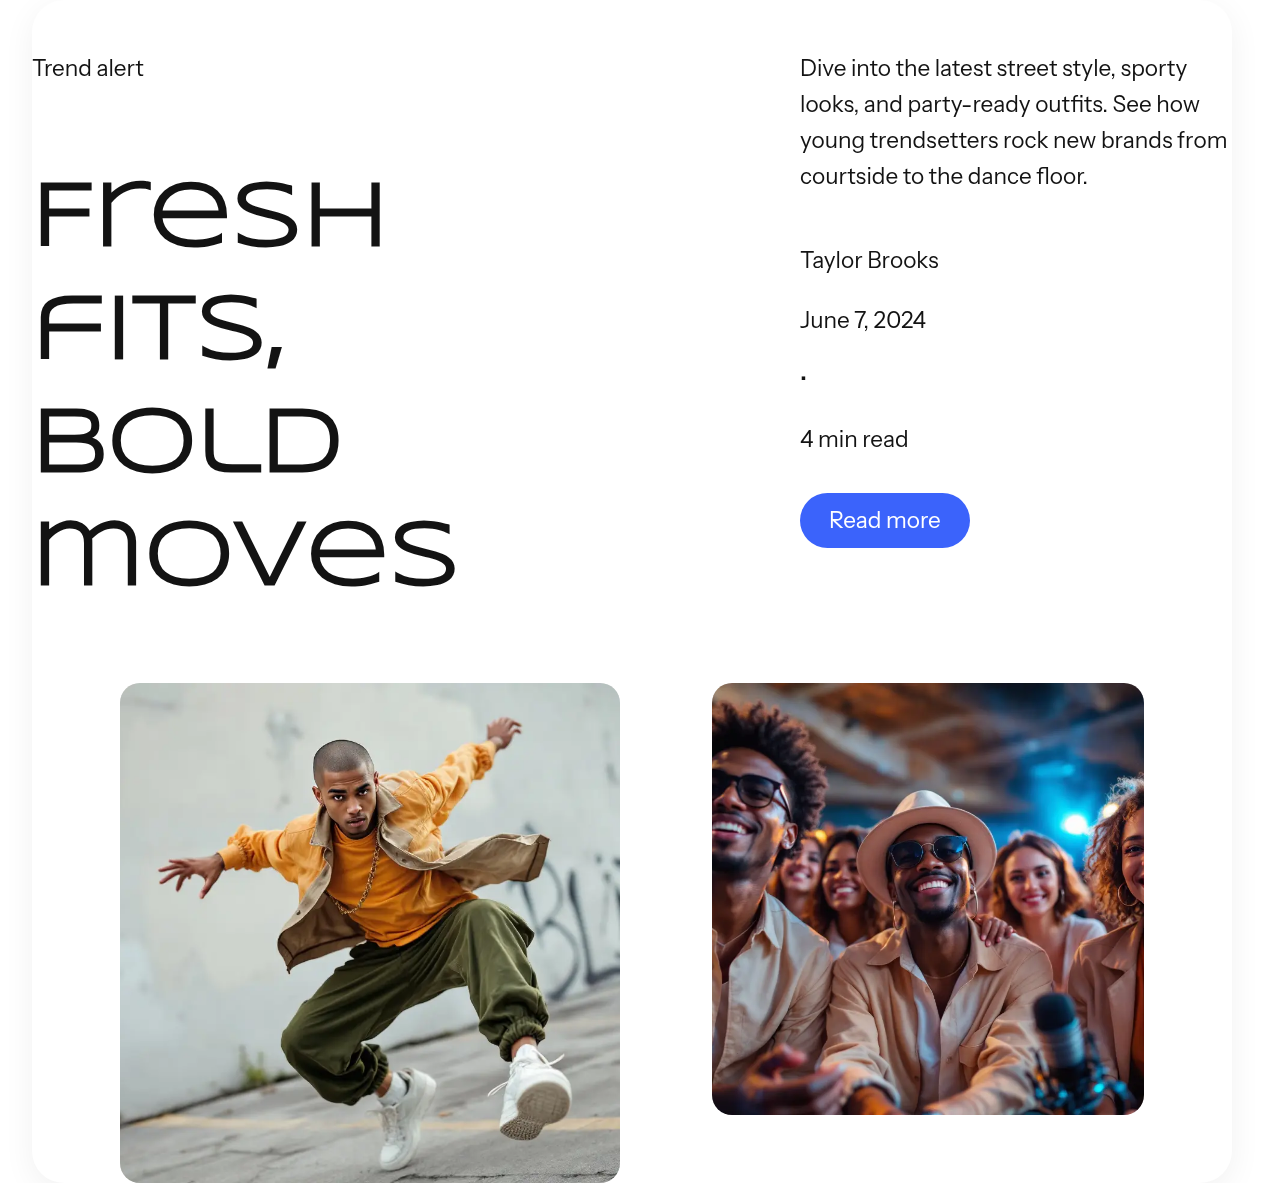 Trend alert
Fresh
Fits,
Bold
moves
Dive into the latest street style, sporty
looks, and party-ready outfits. See how
young trendsetters rock new brands from
courtside to the dance floor.
Taylor Brooks
June 7, 2024
·
4 min read
Read more